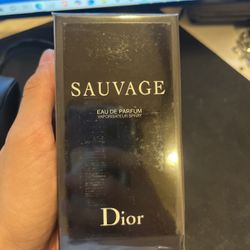 SAUVAGE
EAU DE PARFUM
VAPORISATEUR SPRAY
Dior